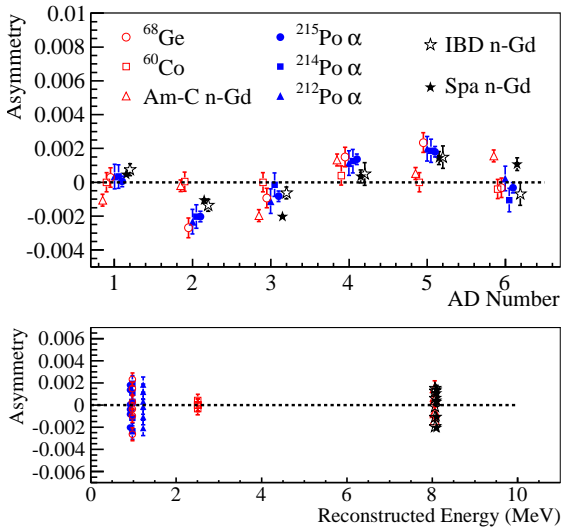 0.01
0.008
0.006
0.004
0.002
0
-0.002
-0.004
Asymmetry
⁶⁸Ge
⁶⁰Co
Am-C n-Gd
²¹⁵Po α
²¹⁴Po α
²¹²Po α
IBD n-Gd
Spa n-Gd
1 2 3 4 5 6
AD Number
0.006
0.004
0.002
0
-0.002
-0.004
-0.006
Asymmetry
0 2 4 6 8 10
Reconstructed Energy (MeV)